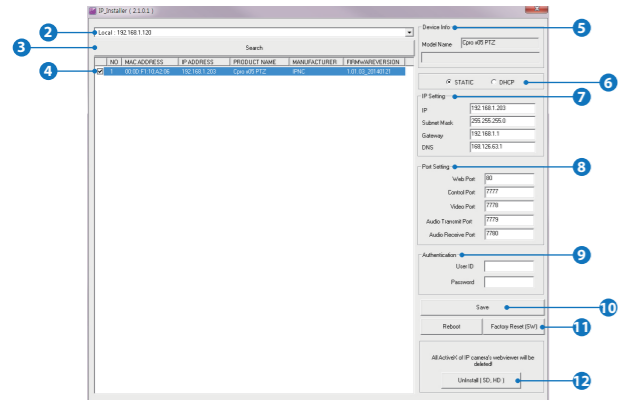 IP_Installer ( 2.1.0.1 )
2
Local : 192.168.1.120
3
Search
NO MAC ADDRESS IP ADDRESS PRODUCT NAME MANUFACTURER FIRMWAREVERSION
4
1 00:0D:F1:10:A2:06 192.168.1.203 Cpro x05 PTZ IPNC 1.01.03_20140121
Device Info
5
Model Name Cpro x05 PTZ
STATIC DHCP
6
IP Setting
7
IP 192.168.1.203
Subnet Mask 255.255.255.0
Gateway 192.168.1.1
DNS 168.126.63.1
Port Setting
8
Web Port 80
Control Port 7777
Video Port 7778
Audio Transmit Port 7779
Audio Receive Port 7780
Authentication
9
User ID
Password
Save
10
Reboot Factory Reset (SW)
11
All ActiveX of IP camera's webviewer will be
deleted!
Uninstall ( SD, HD )
12